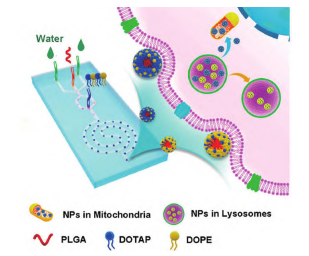 Water
NPs in Mitochondria
NPs in Lysosomes
PLGA
DOTAP
DOPE